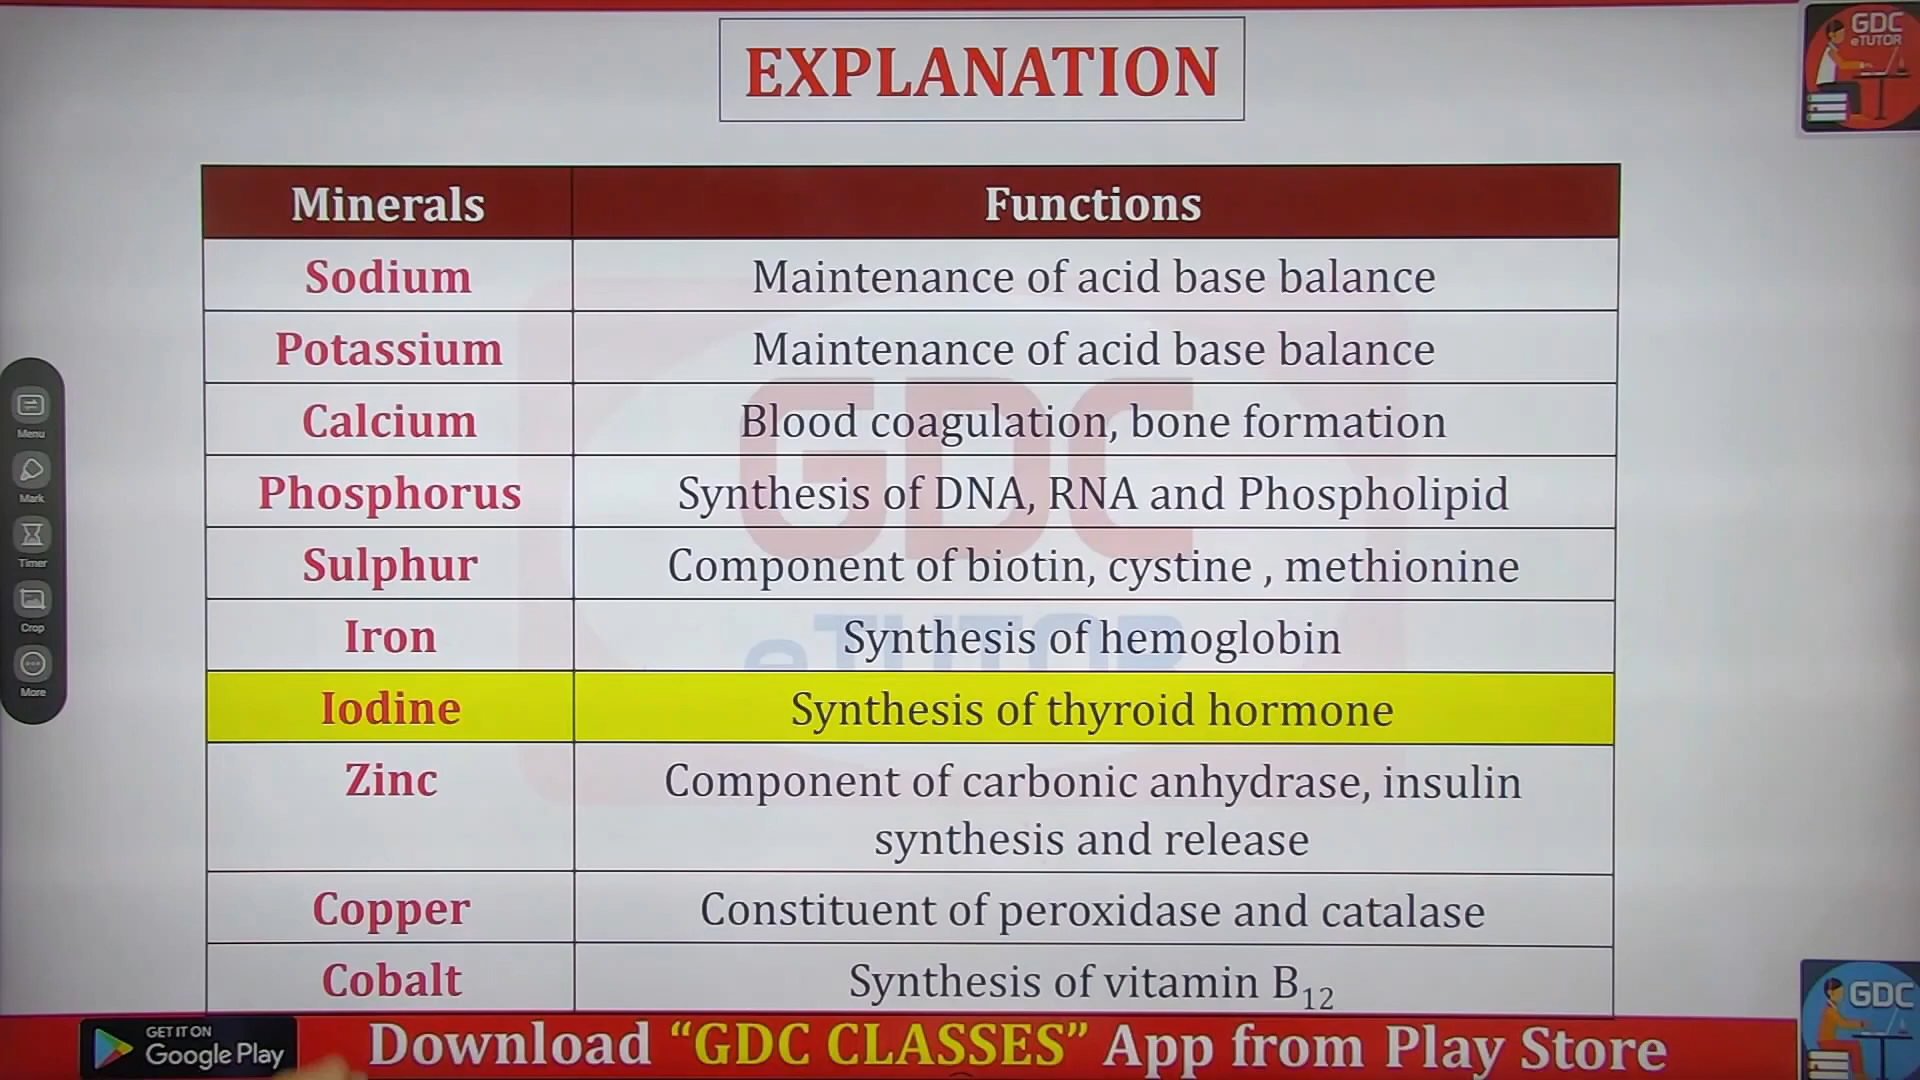 EXPLANATION
GDC
eTUTOR
Minerals Functions
Sodium Maintenance of acid base balance
Potassium Maintenance of acid base balance
Calcium Blood coagulation, bone formation
Phosphorus Synthesis of DNA, RNA and Phospholipid
Sulphur Component of biotin, cystine , methionine
Iron Synthesis of hemoglobin
Iodine Synthesis of thyroid hormone
Zinc Component of carbonic anhydrase, insulin
synthesis and release
Copper Constituent of peroxidase and catalase
Cobalt Synthesis of vitamin B12
GDC
eTUTOR
Menu
Mark
Timer
Crop
More
GET IT ON
Google Play
Download “GDC CLASSES” App from Play Store
GDC